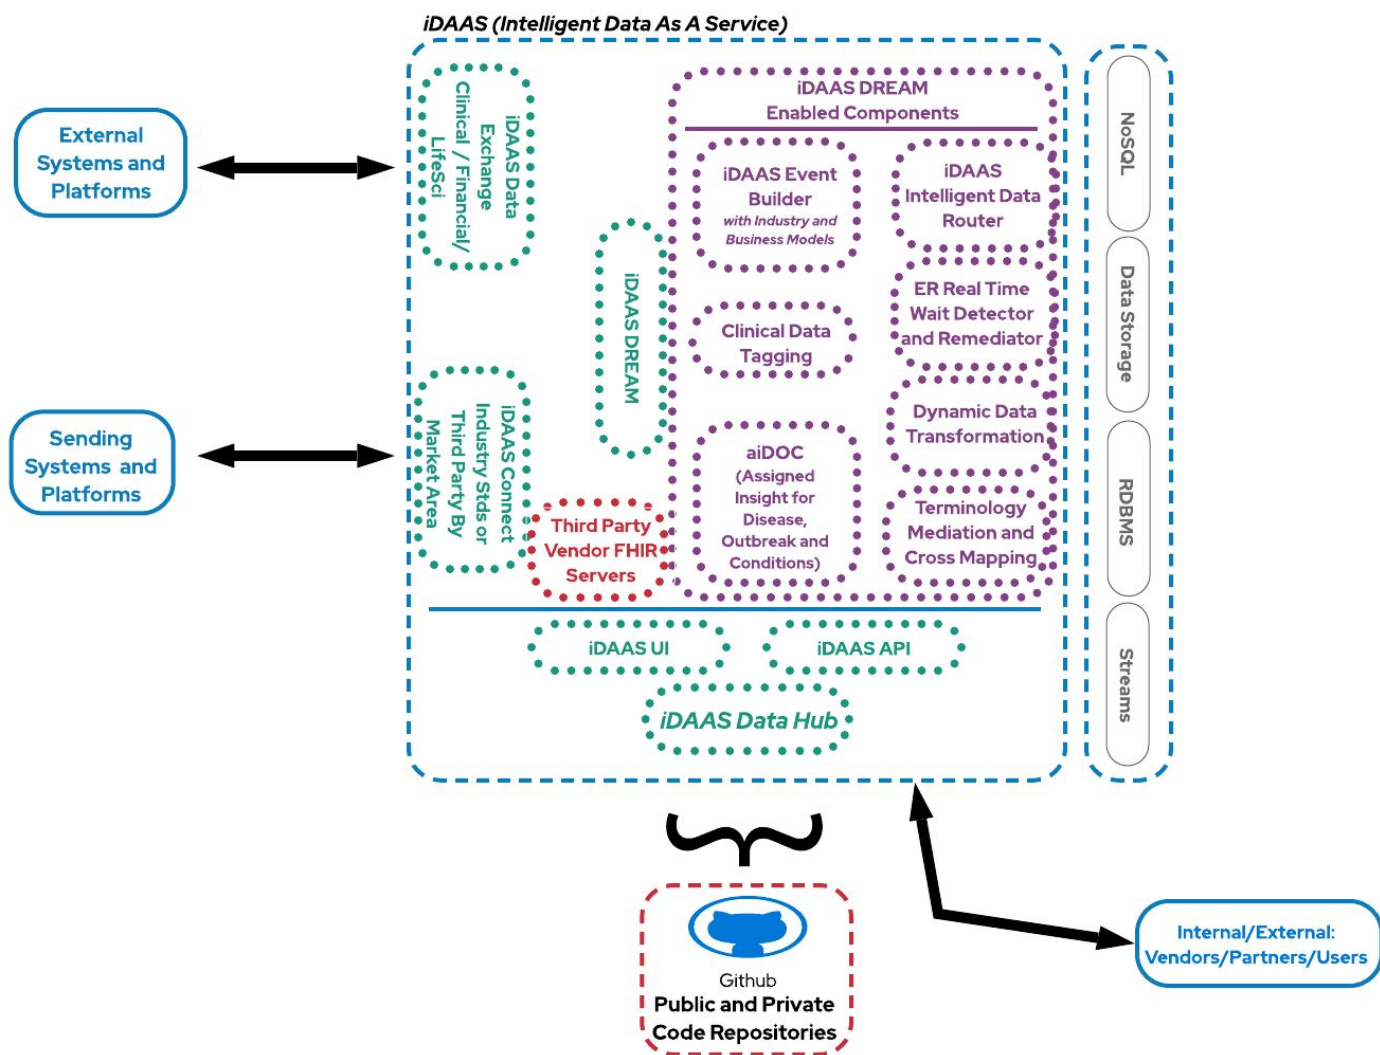 iDAAS (Intelligent Data As A Service)
External
Systems and
Platforms
iDAAS Data
Exchange
Clinical / Financial/
LifeSci
iDAAS DREAM
Enabled Components
iDAAS Event
Builder
with Industry and
Business Models
iDAAS
Intelligent Data
Router
iDAAS DREAM
ER Real Time
Wait Detector
and Remediator
Clinical Data
Tagging
Dynamic Data
Transformation
Sending
Systems and
Platforms
iDAAS Connect
Industry Stds or
Third Party By
Market Area
Third Party
Vendor FHIR
Servers
aiDOC
(Assigned
Insight for
Disease,
Outbreak and
Conditions)
Terminology
Mediation and
Cross Mapping
iDAAS UI
iDAAS API
iDAAS Data Hub
NoSQL
Data Storage
RDBMS
Streams
Github
Public and Private
Code Repositories
Internal/External:
Vendors/Partners/Users